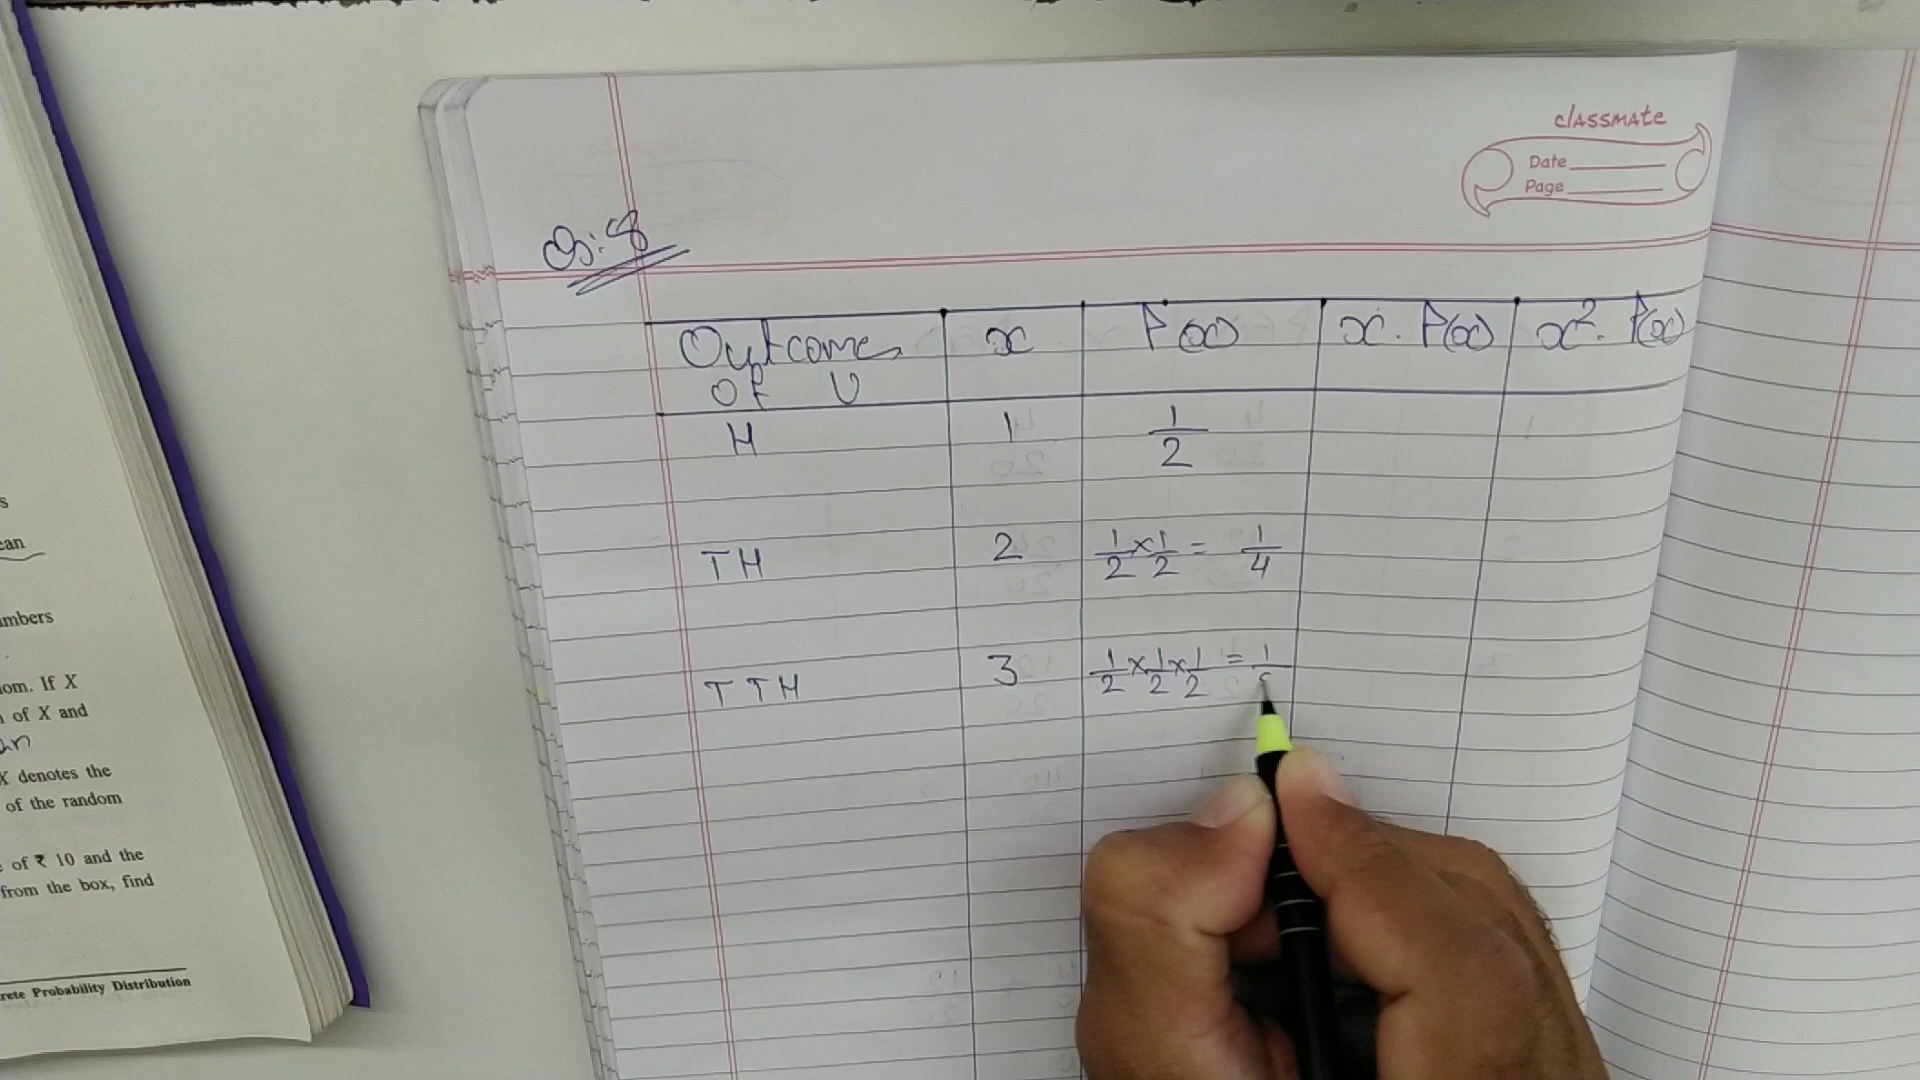 classmate
Date
Page
Q:8
Outcomes of U | x | P(x) | x. P(x) | x². P(x)
H | 1 | 1/2
TH | 2 | 1/2 × 1/2 = 1/4
TTH | 3 | 1/2 × 1/2 × 1/2 = 1/
s
ean
umbers
om. If X
of X and
X denotes the
of the random
of ₹ 10 and the
from the box, find
rete Probability Distribution